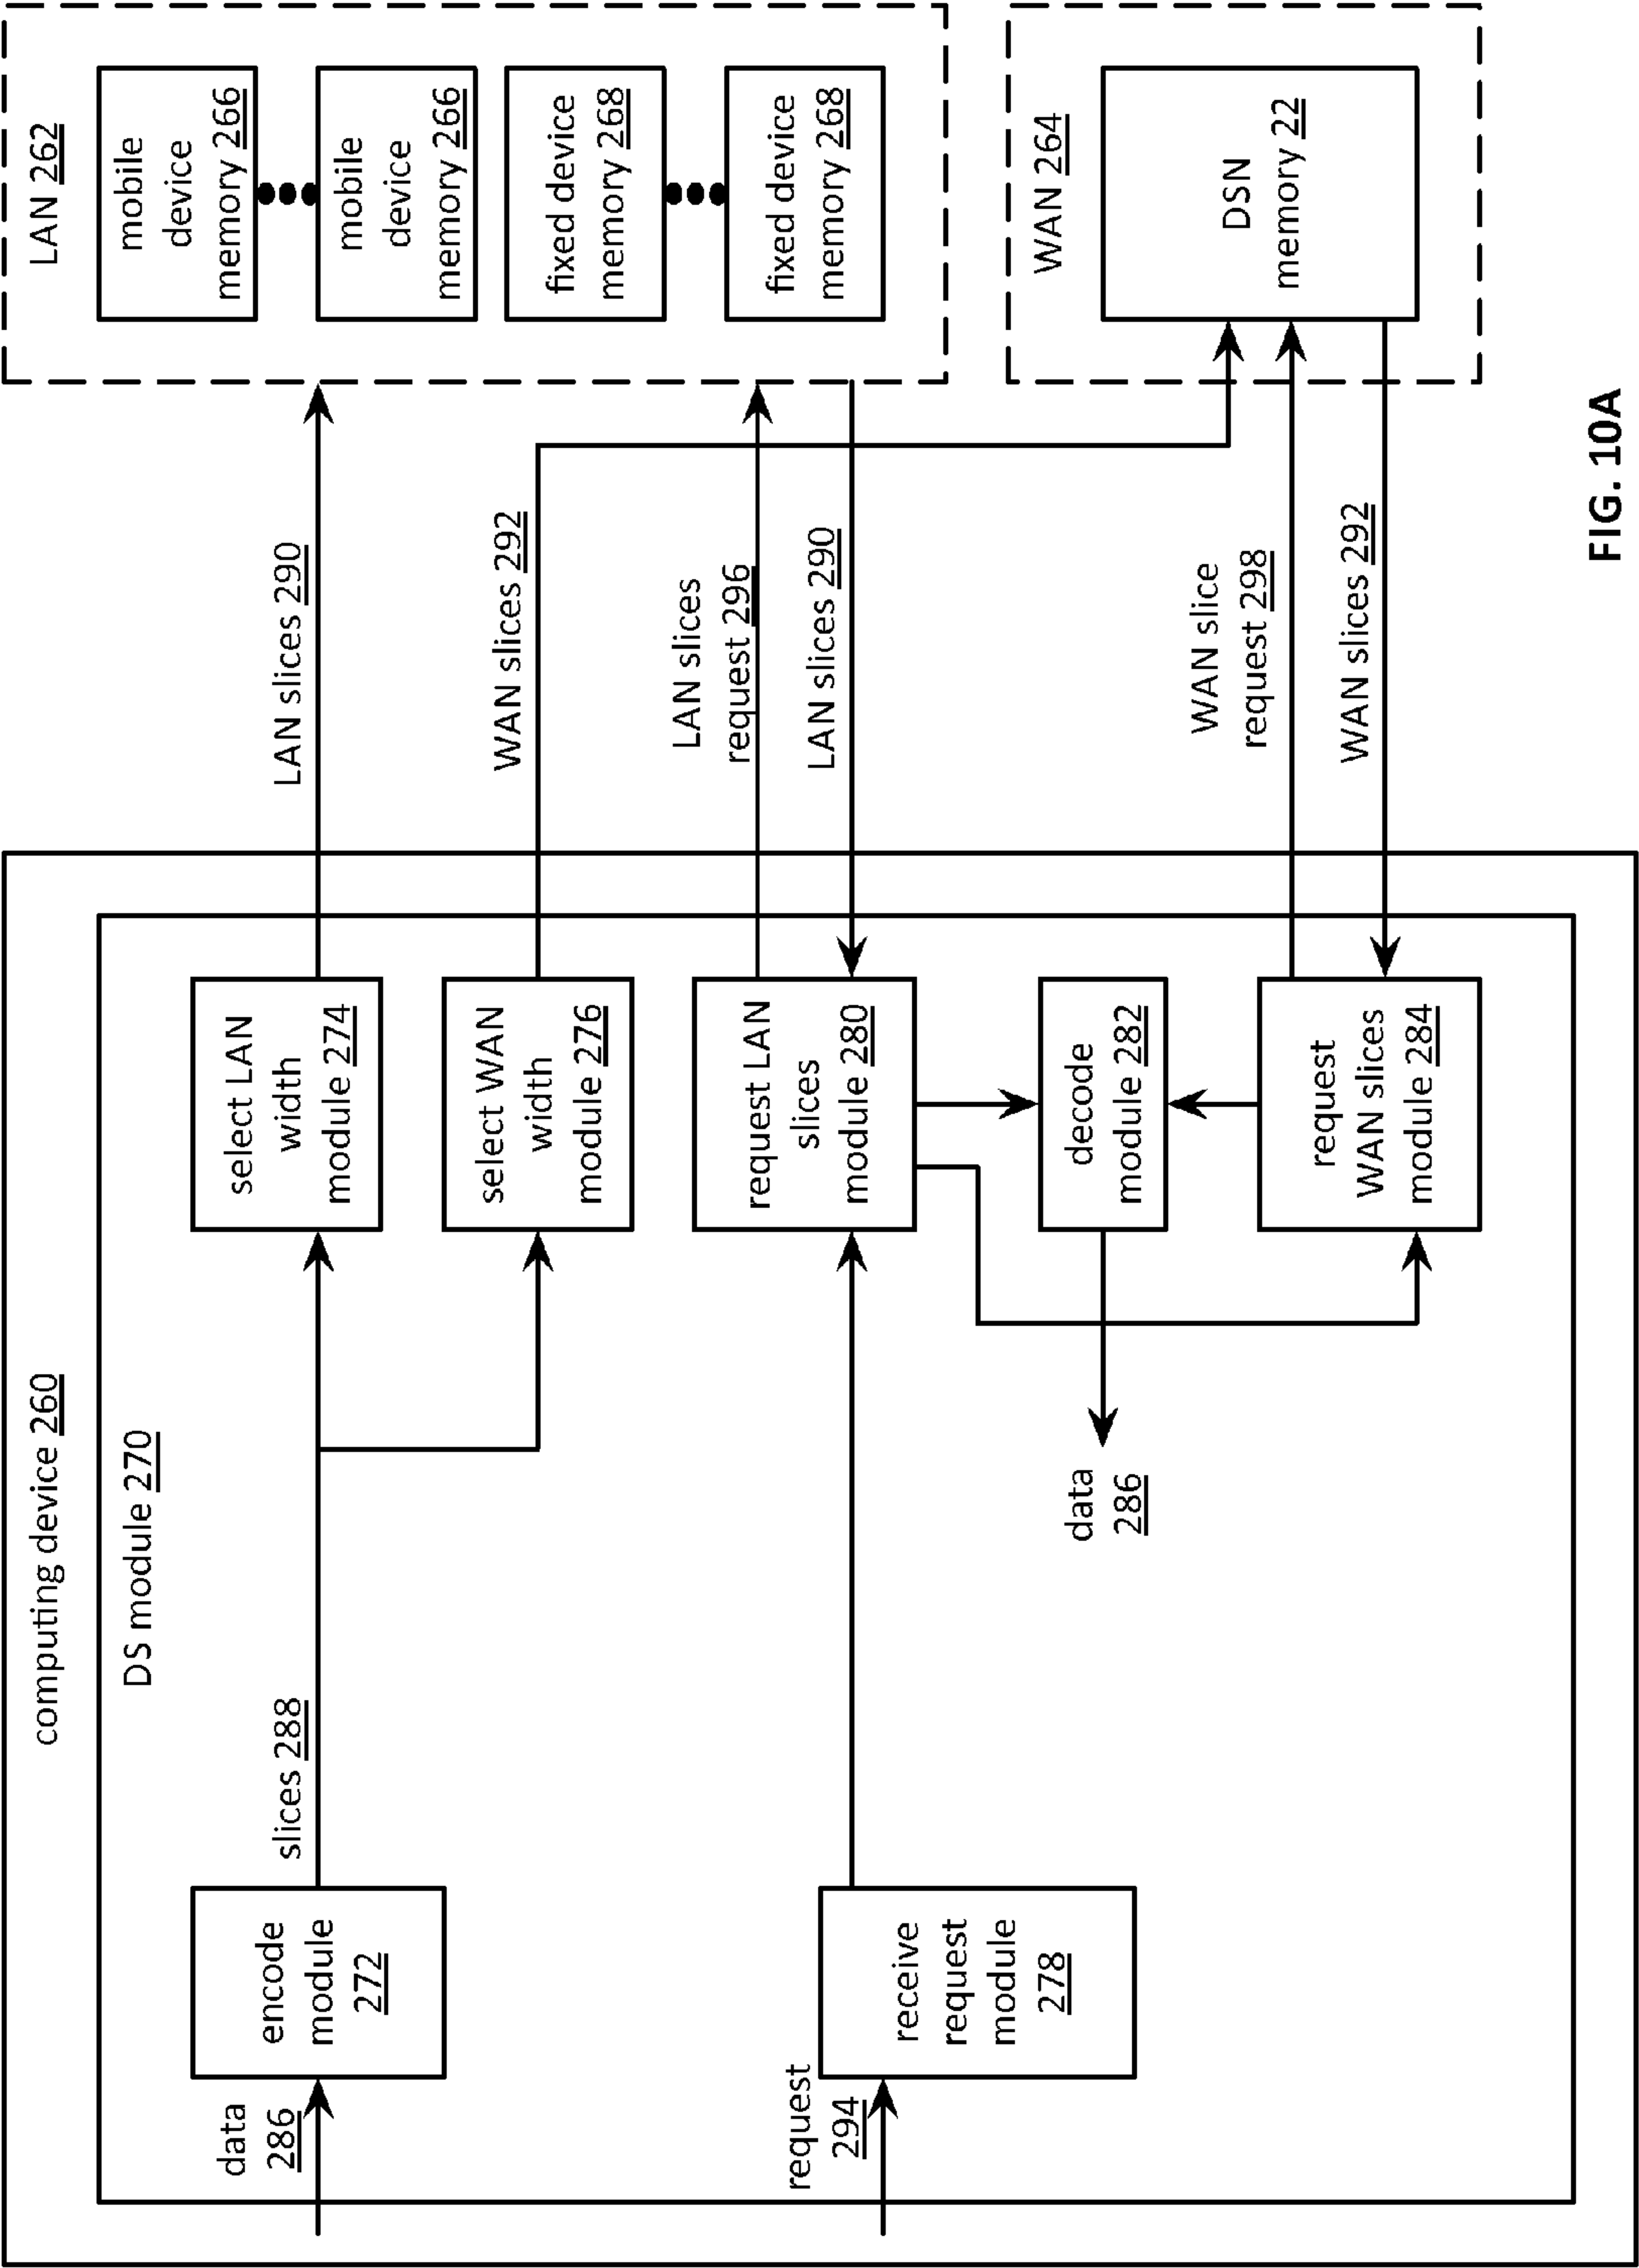 computing device 260
DS module 270
data
286
encode
module
272
slices 288
select LAN
width
module 274
LAN slices 290
select WAN
width
module 276
WAN slices 292
request
294
receive
request
module
278
request LAN
slices
module 280
LAN slices
request 296
LAN slices 290
data
286
decode
module 282
request
WAN slices
module 284
WAN slice
request 298
WAN slices 292
LAN 262
mobile
device
memory 266
mobile
device
memory 266
fixed device
memory 268
fixed device
memory 268
WAN 264
DSN
memory 22
FIG. 10A